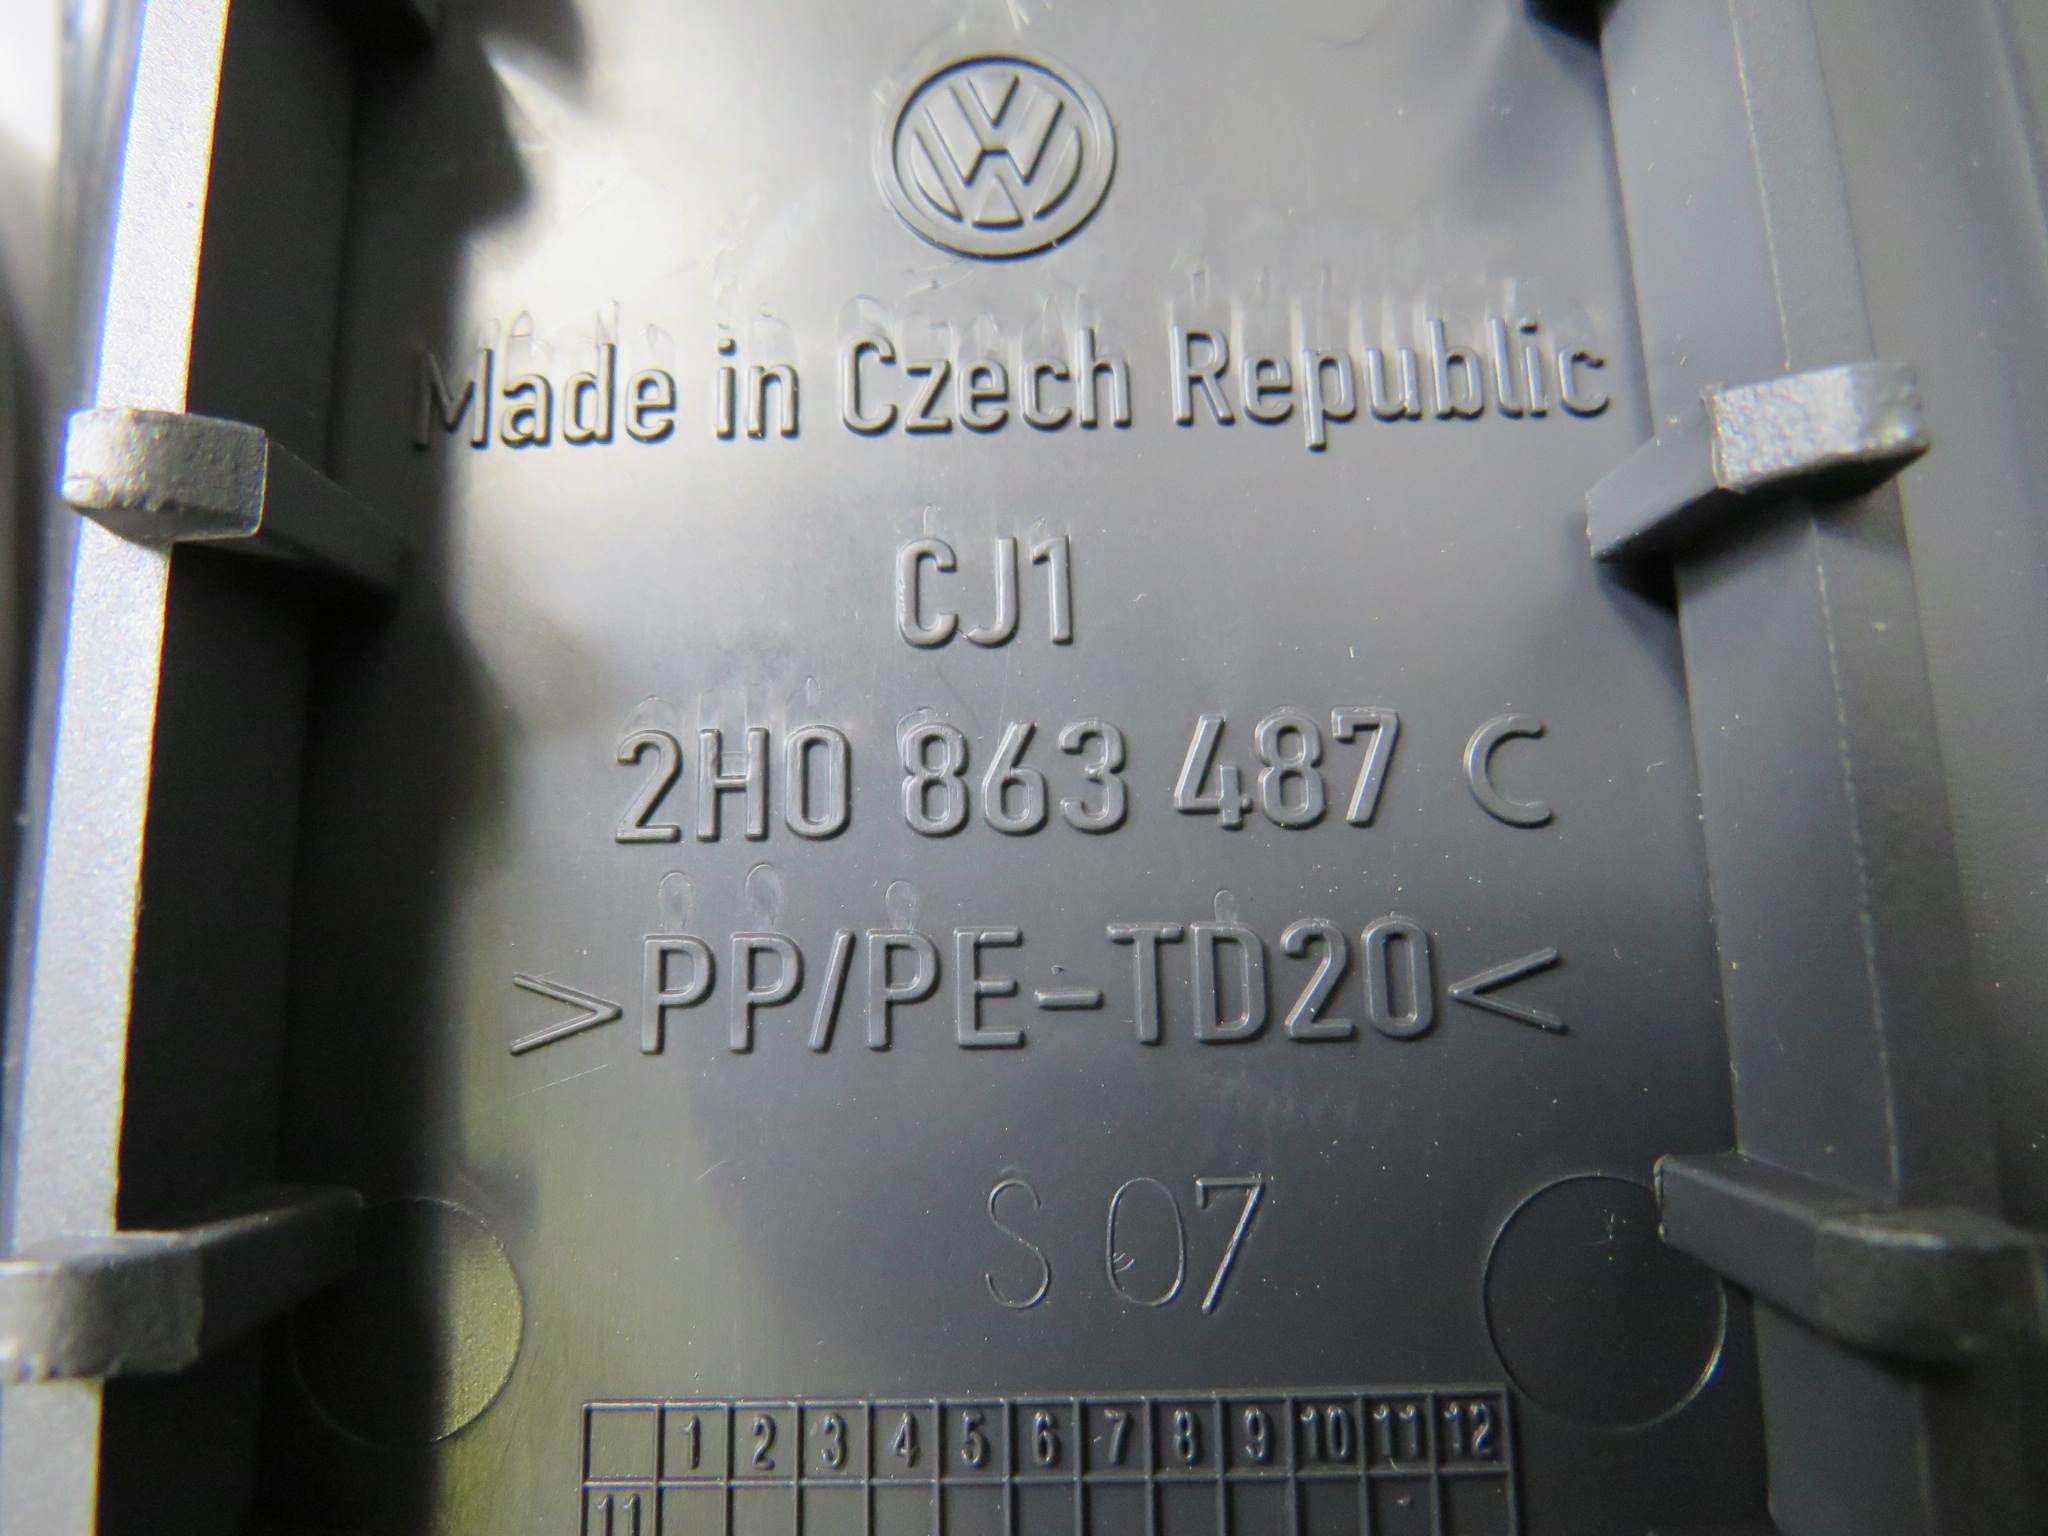 Made in Czech Republic
CJ1
2H0 863 487 C
>PP/PE-TD20<
S 07
1 2 3 4 5 6 7 8 9 10 11 12
11